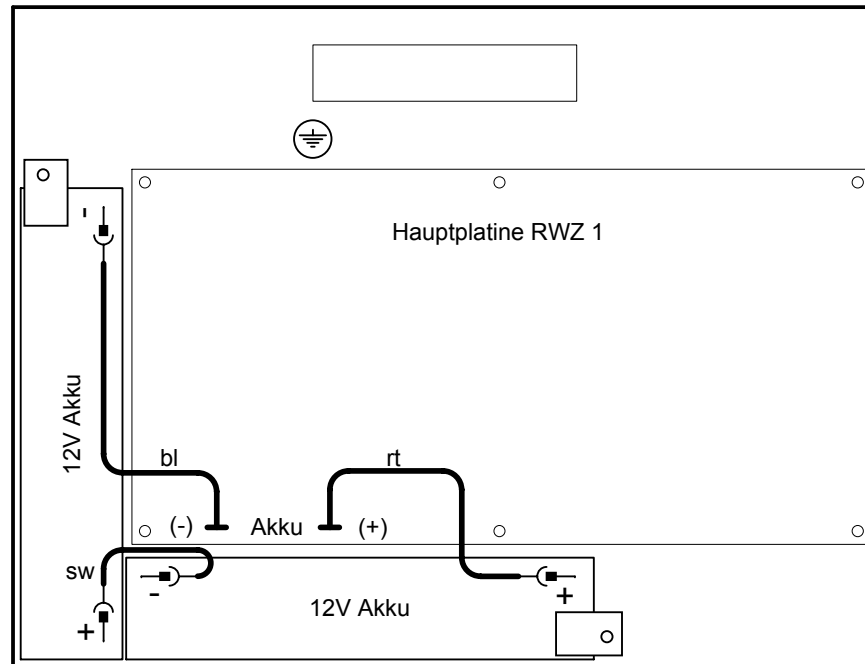 -
Hauptplatine RWZ 1
12V Akku
bl
rt
(-) Akku (+)
sw
-
+
+
12V Akku